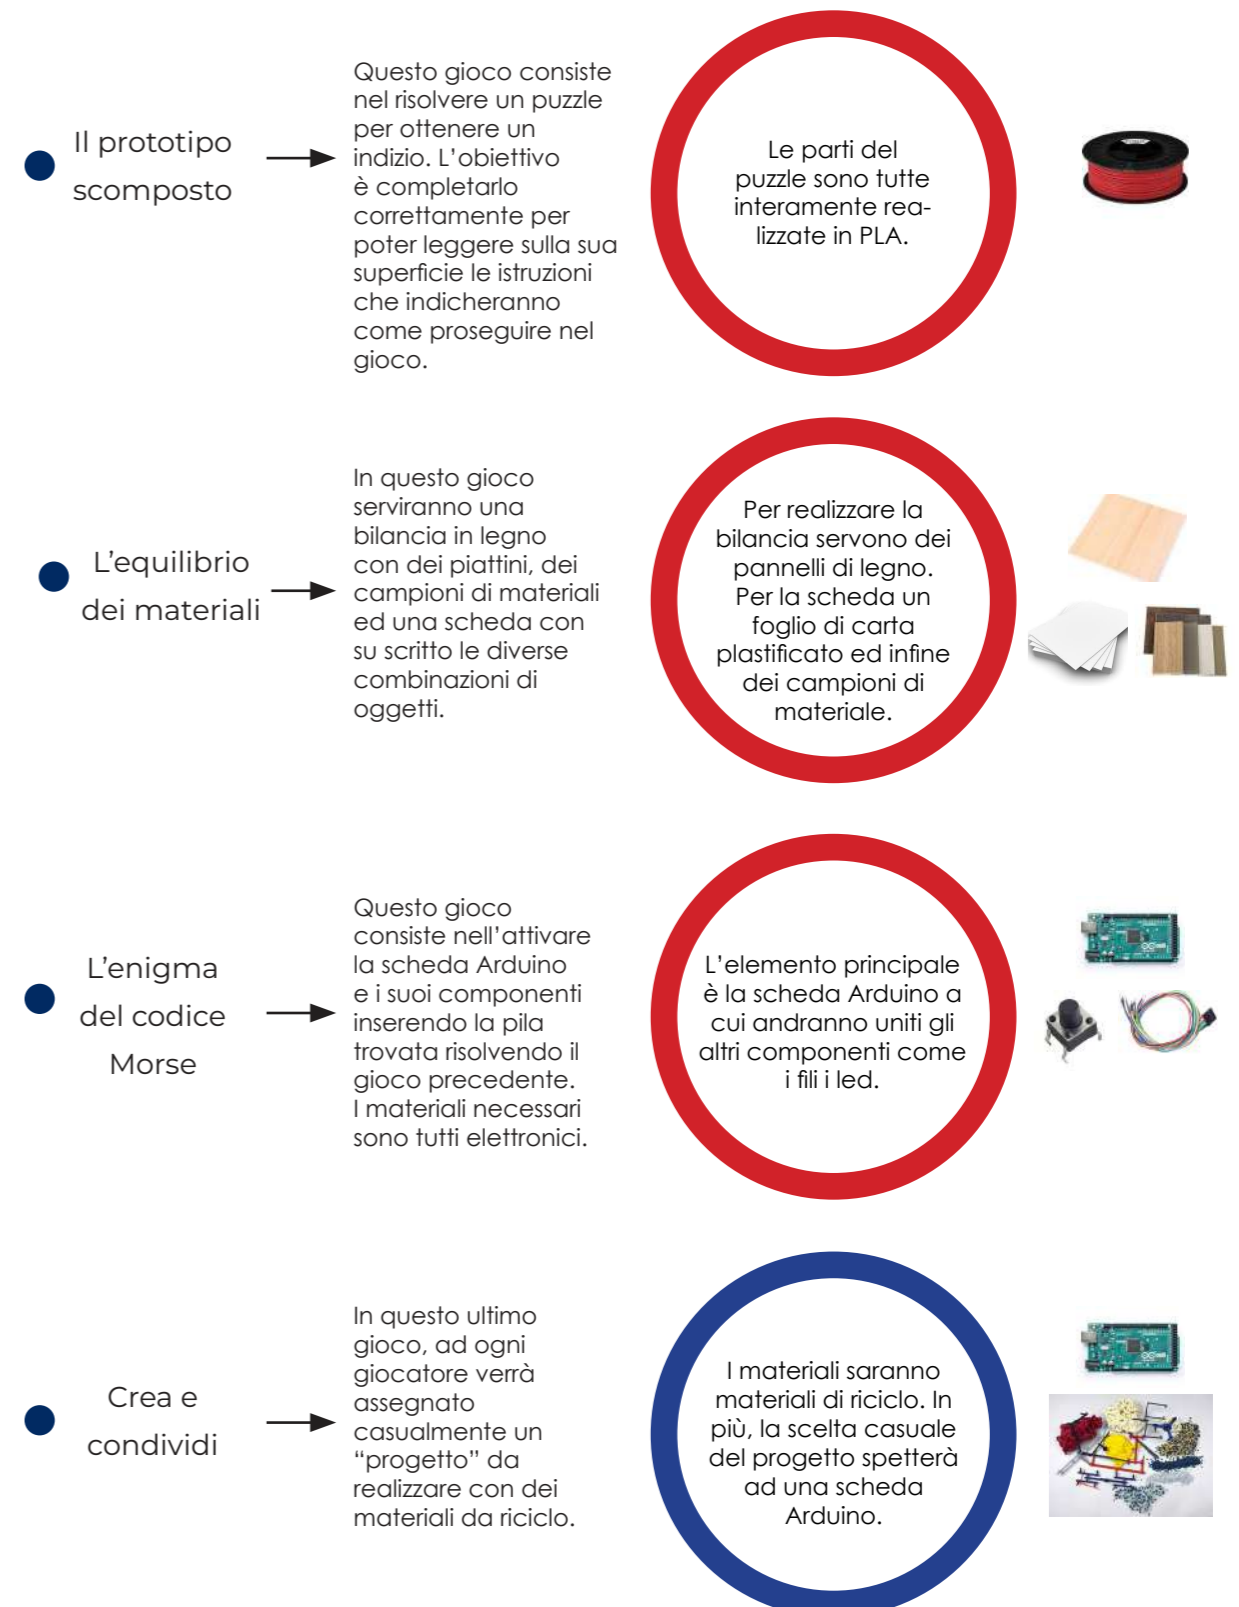 Il prototipo
scomposto
Questo gioco consiste
nel risolvere un puzzle
per ottenere un
indizio. L'obiettivo
è completarlo
correttamente per
poter leggere sulla sua
superficie le istruzioni
che indicheranno
come proseguire nel
gioco.
Le parti del
puzzle sono tutte
interamente rea-
lizzate in PLA.
L'equilibrio
dei materiali
In questo gioco
serviranno una
bilancia in legno
con dei piattini, dei
campioni di materiali
ed una scheda con
su scritto le diverse
combinazioni di
oggetti.
Per realizzare la
bilancia servono dei
pannelli di legno.
Per la scheda un
foglio di carta
plastificato ed infine
dei campioni di
materiale.
L'enigma
del codice
Morse
Questo gioco
consiste nell'attivare
la scheda Arduino
e i suoi componenti
inserendo la pila
trovata risolvendo il
gioco precedente.
I materiali necessari
sono tutti elettronici.
L'elemento principale
è la scheda Arduino a
cui andranno uniti gli
altri componenti come
i fili i led.
Crea e
condividi
In questo ultimo
gioco, ad ogni
giocatore verrà
assegnato
casualmente un
“progetto” da
realizzare con dei
materiali da riciclo.
I materiali saranno
materiali di riciclo. In
più, la scelta casuale
del progetto spetterà
ad una scheda
Arduino.